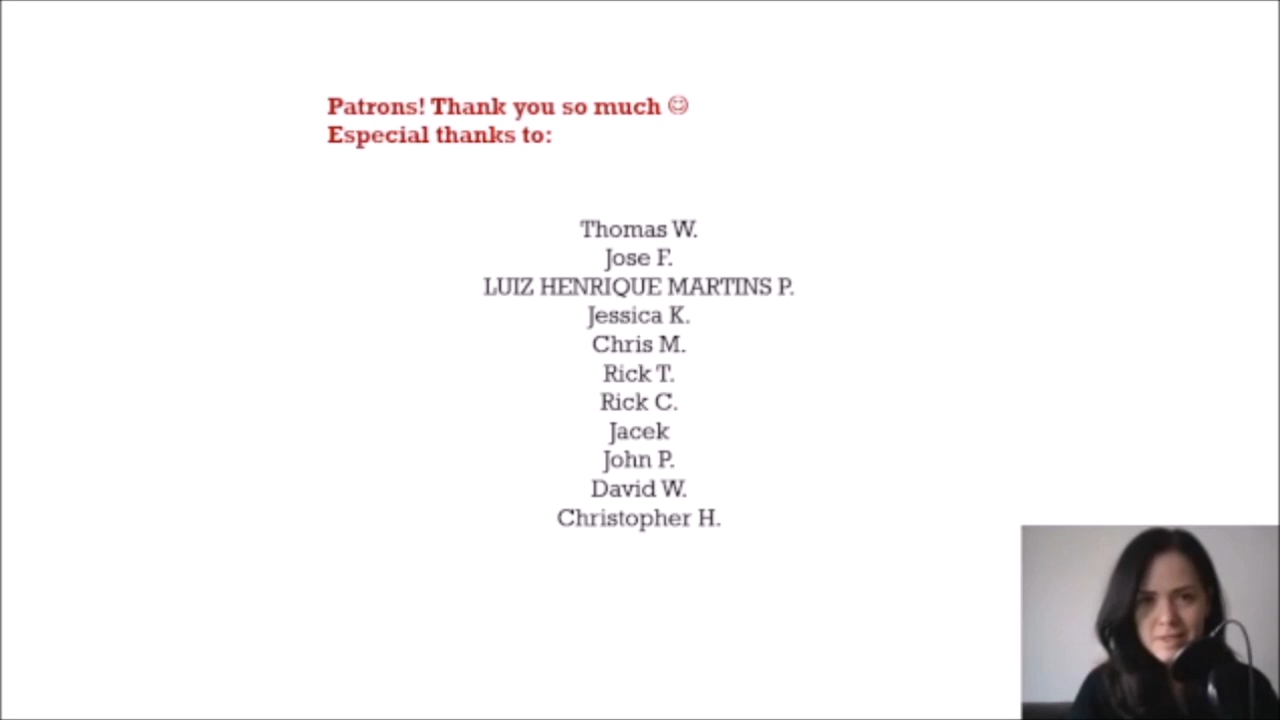 Patrons! Thank you so much ☺
Especial thanks to:
Thomas W.
Jose F.
LUIZ HENRIQUE MARTINS P.
Jessica K.
Chris M.
Rick T.
Rick C.
Jacek
John P.
David W.
Christopher H.